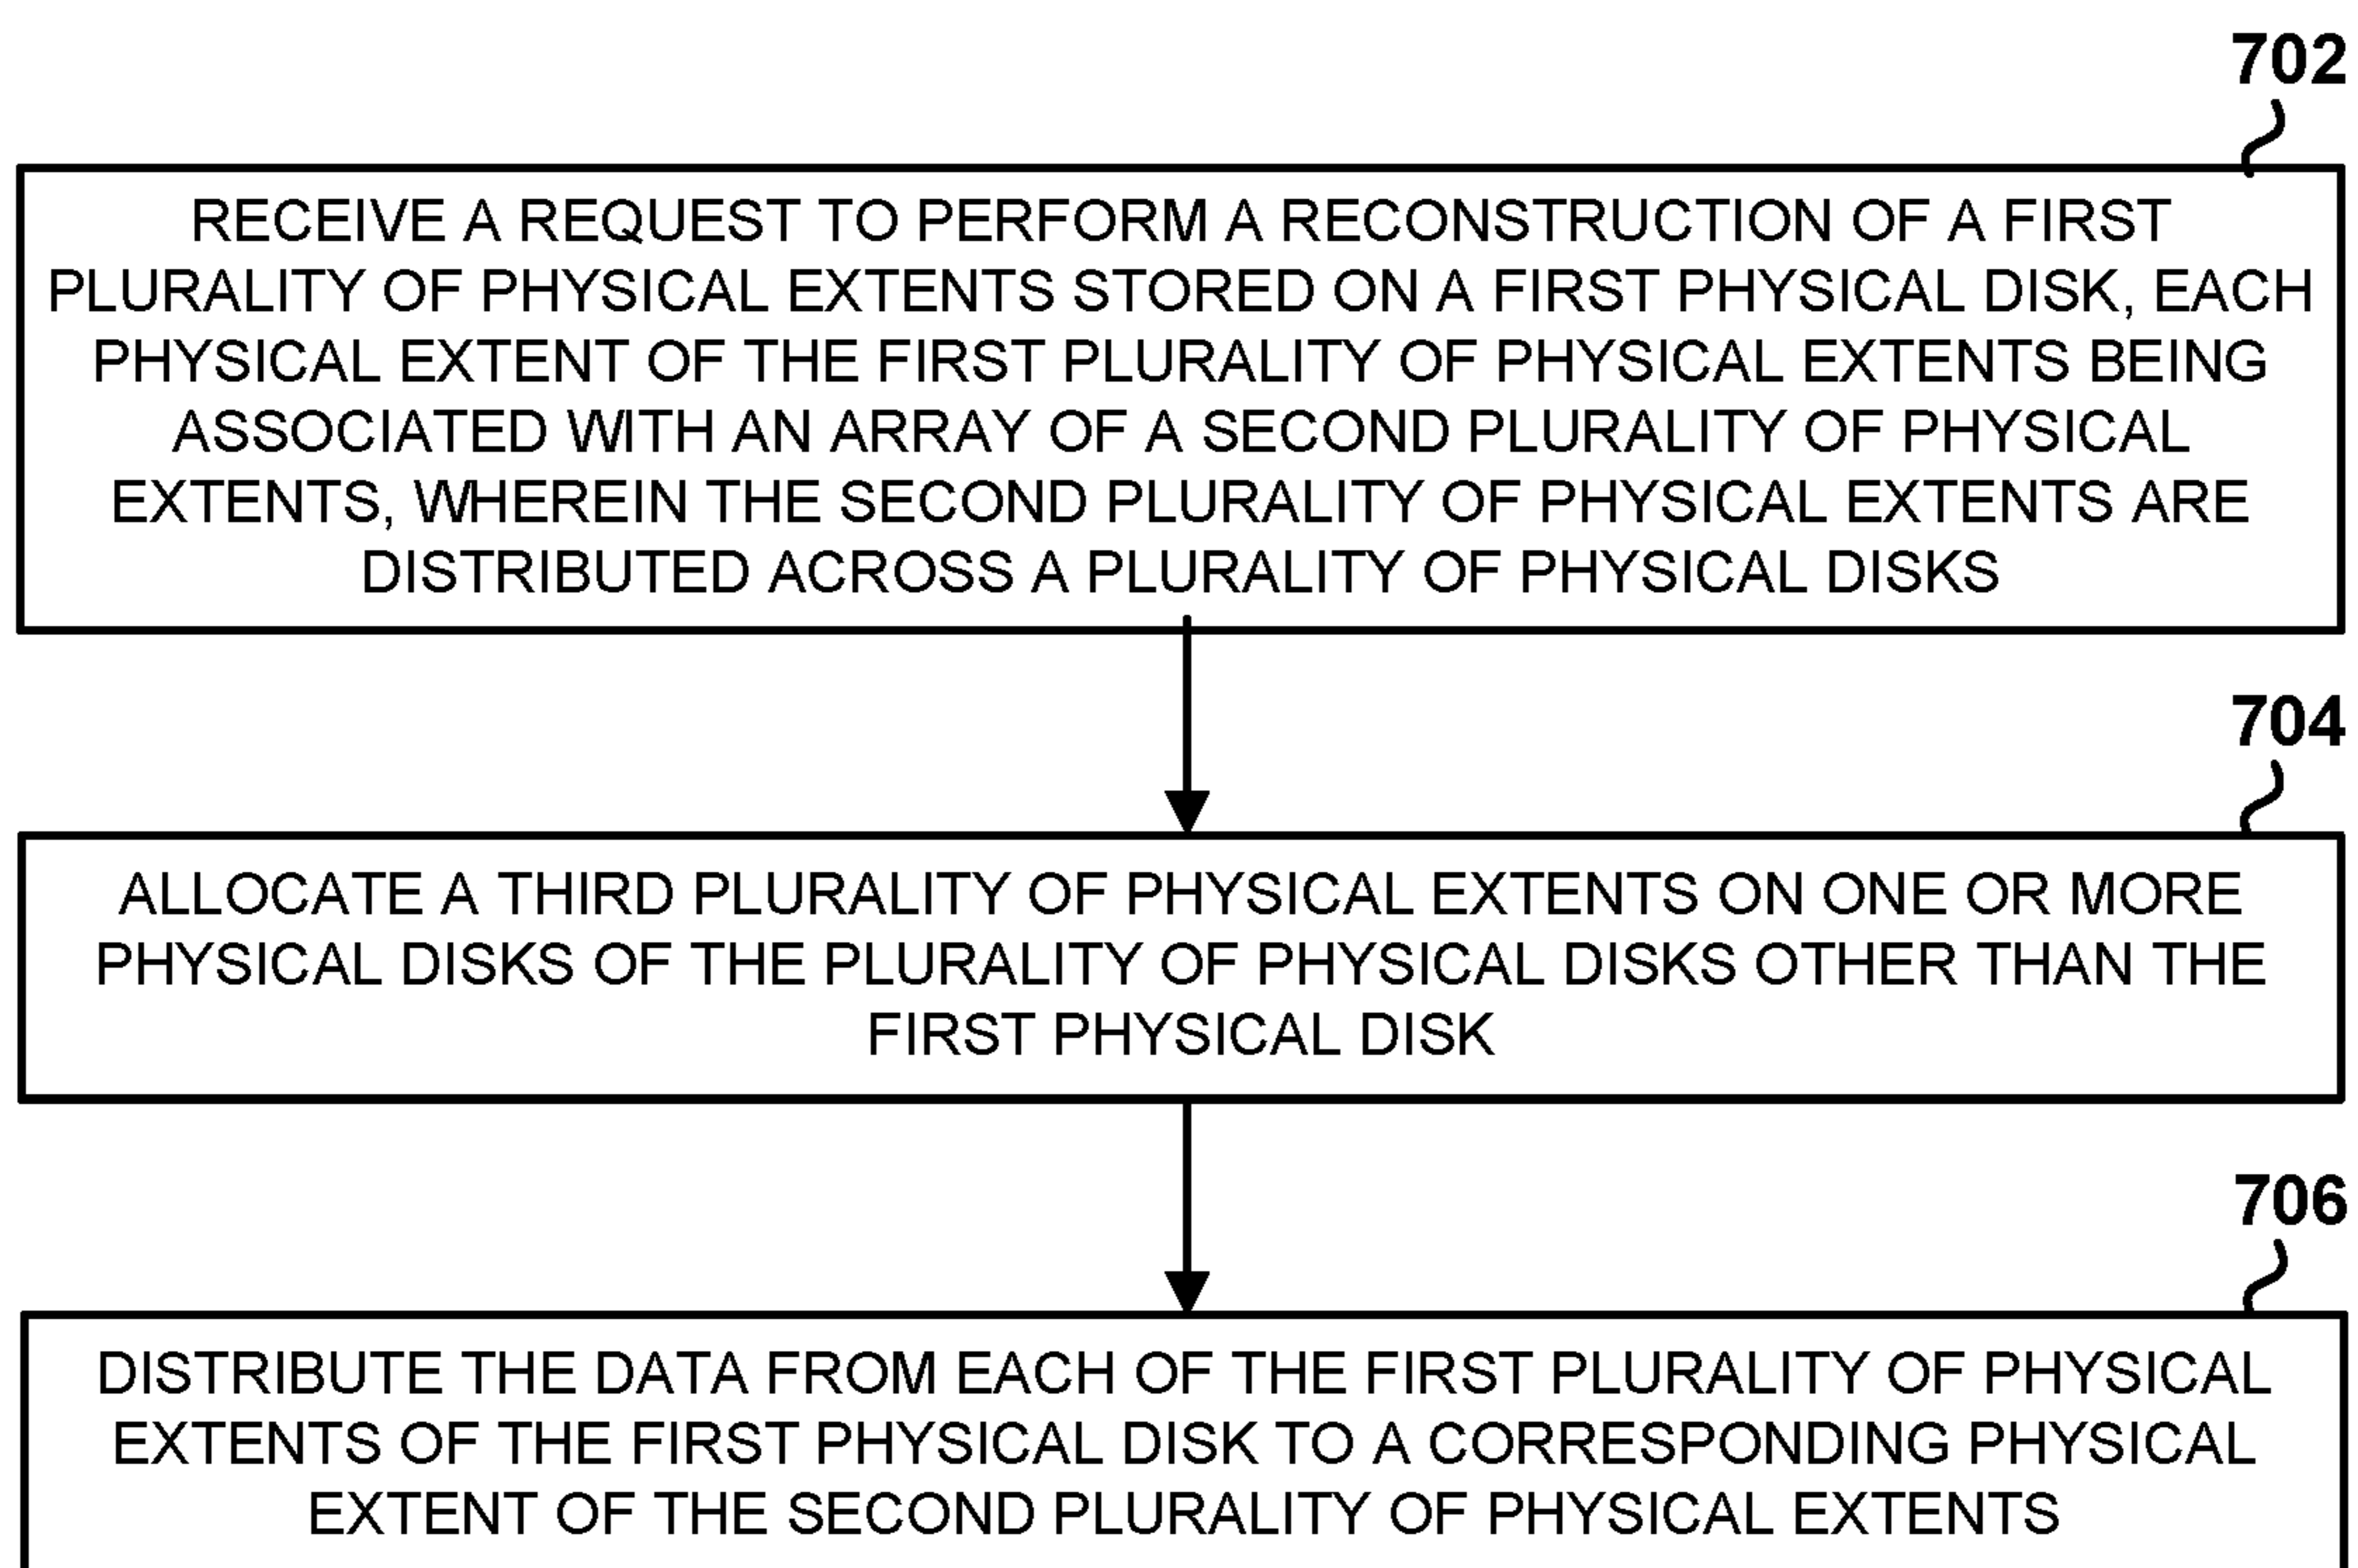 702
RECEIVE A REQUEST TO PERFORM A RECONSTRUCTION OF A FIRST
PLURALITY OF PHYSICAL EXTENTS STORED ON A FIRST PHYSICAL DISK, EACH
PHYSICAL EXTENT OF THE FIRST PLURALITY OF PHYSICAL EXTENTS BEING
ASSOCIATED WITH AN ARRAY OF A SECOND PLURALITY OF PHYSICAL
EXTENTS, WHEREIN THE SECOND PLURALITY OF PHYSICAL EXTENTS ARE
DISTRIBUTED ACROSS A PLURALITY OF PHYSICAL DISKS
704
ALLOCATE A THIRD PLURALITY OF PHYSICAL EXTENTS ON ONE OR MORE
PHYSICAL DISKS OF THE PLURALITY OF PHYSICAL DISKS OTHER THAN THE
FIRST PHYSICAL DISK
706
DISTRIBUTE THE DATA FROM EACH OF THE FIRST PLURALITY OF PHYSICAL
EXTENTS OF THE FIRST PHYSICAL DISK TO A CORRESPONDING PHYSICAL
EXTENT OF THE SECOND PLURALITY OF PHYSICAL EXTENTS